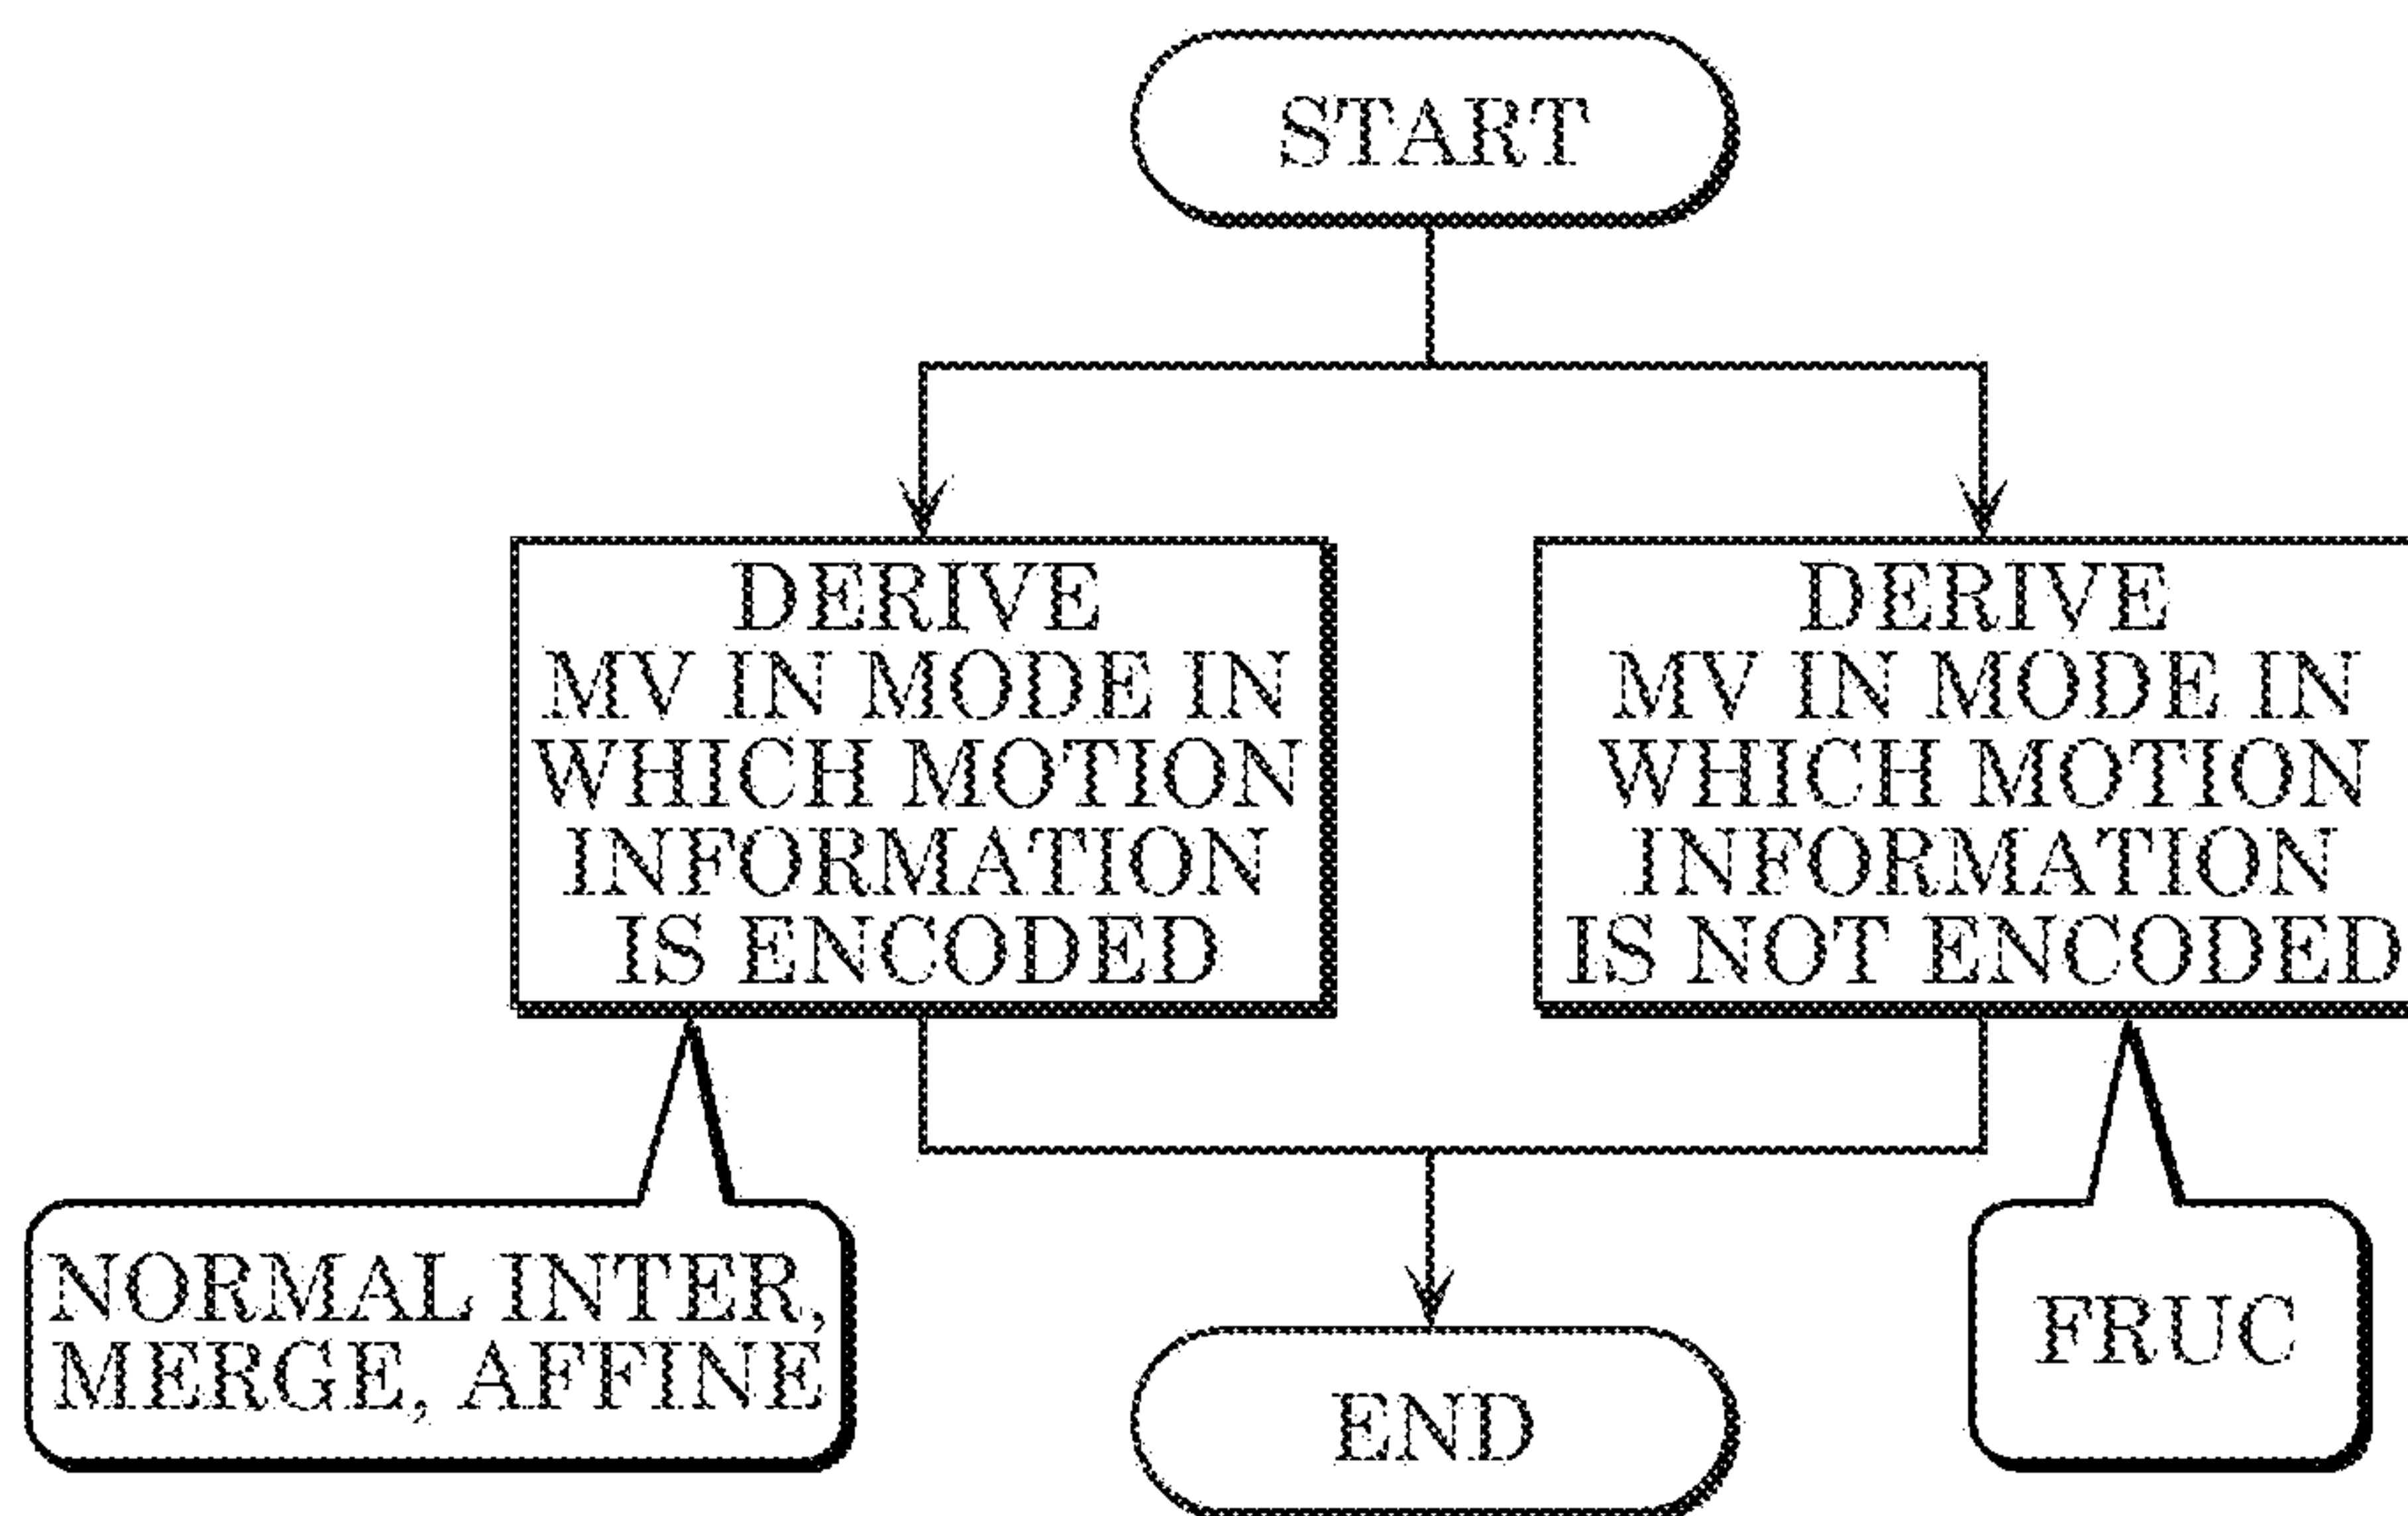 START
DERIVE
MV IN MODE IN
WHICH MOTION
INFORMATION
IS ENCODED
DERIVE
MV IN MODE IN
WHICH MOTION
INFORMATION
IS NOT ENCODED
NORMAL INTER,
MERGE, AFFINE
FRUC
END